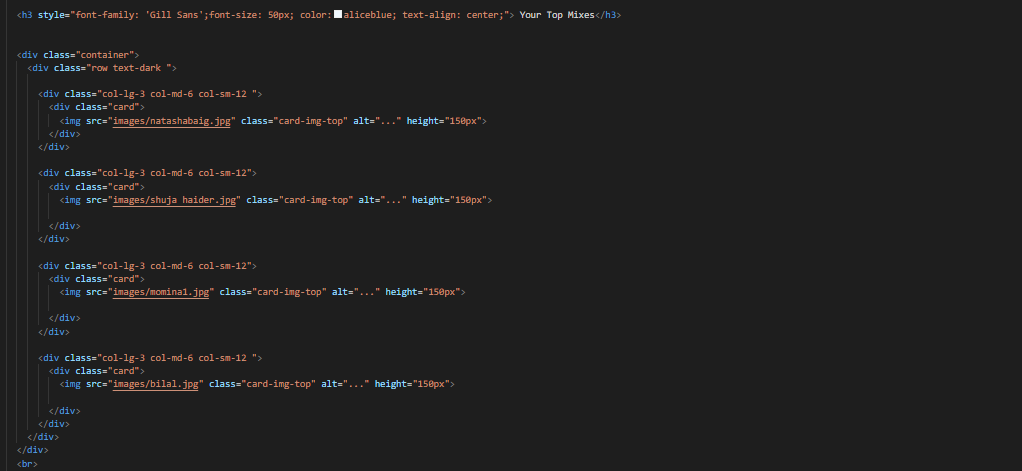 <h3 style="font-family: 'Gill Sans';font-size: 50px; color:aliceblue; text-align: center;"> Your Top Mixes</h3>
<div class="container">
<div class="row text-dark ">
<div class="col-lg-3 col-md-6 col-sm-12 ">
<div class="card">
<img src="images/natashabaig.jpg" class="card-img-top" alt="..." height="150px">
</div>
</div>
<div class="col-lg-3 col-md-6 col-sm-12">
<div class="card">
<img src="images/shuja haider.jpg" class="card-img-top" alt="..." height="150px">
</div>
</div>
<div class="col-lg-3 col-md-6 col-sm-12">
<div class="card">
<img src="images/momina1.jpg" class="card-img-top" alt="..." height="150px">
</div>
</div>
<div class="col-lg-3 col-md-6 col-sm-12 ">
<div class="card">
<img src="images/bilal.jpg" class="card-img-top" alt="..." height="150px">
</div>
</div>
</div>
</div>
<br>